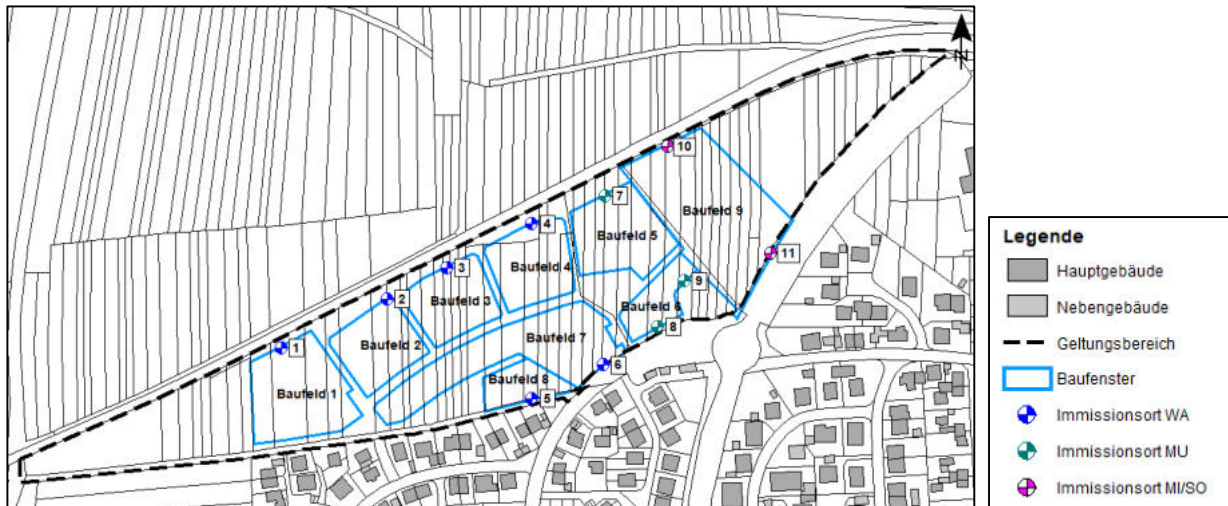 N
10
7
Baufeld 9
4
Baufeld 5
11
3
Baufeld 4
9
2
Baufeld 3
Baufeld 6
8
1
Baufeld 2
Baufeld 7
6
Baufeld 8
Baufeld 1
5
Legende
Hauptgebäude
Nebengebäude
Geltungsbereich
Baufenster
Immissionsort WA
Immissionsort MU
Immissionsort MI/SO